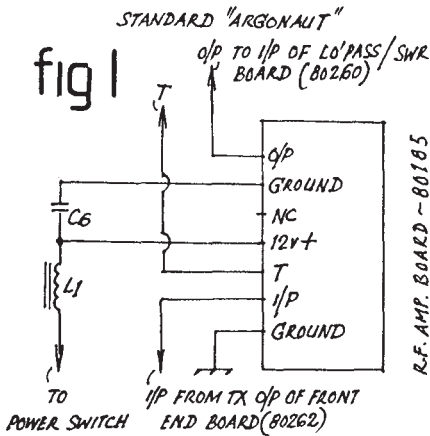 STANDARD "ARGONAUT"
fig 1
O/P TO I/P OF LO'PASS/SWR
BOARD (80260)
T
O/P
GROUND
NC
12v+
T
I/P
GROUND
C6
L1
R.F. AMP. BOARD ~ 80185
TO
POWER SWITCH
I/P FROM TX O/P OF FRONT
END BOARD (80262)